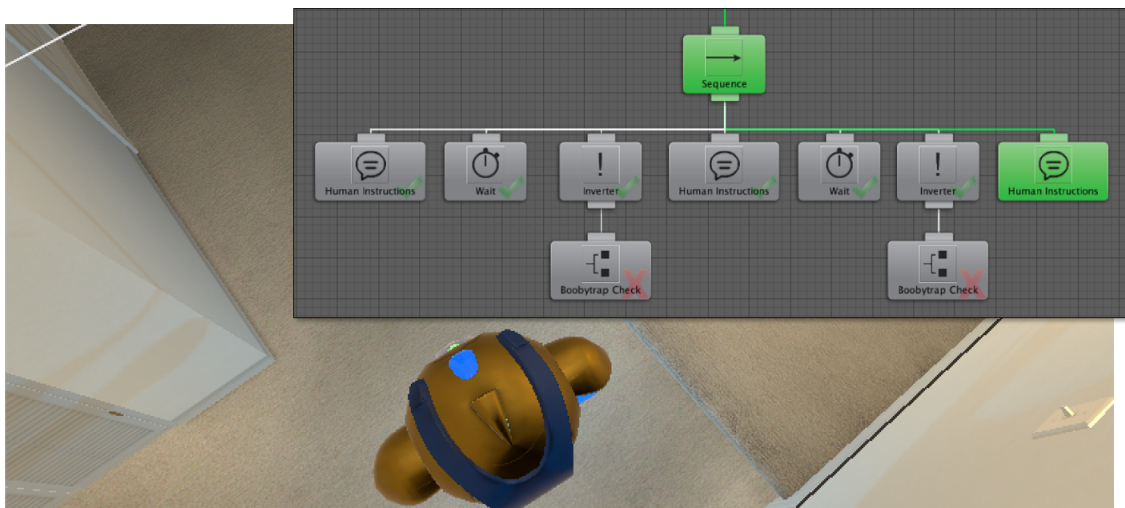 Sequence
Human Instructions
Wait
Inverter
Human Instructions
Wait
Inverter
Human Instructions
Boobytrap Check
Boobytrap Check